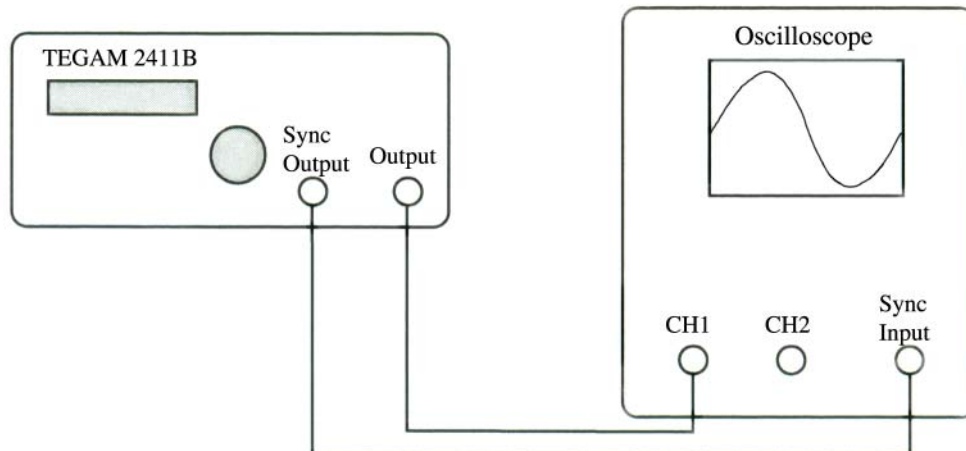 TEGAM 2411B
Sync
Output
Output
Oscilloscope
CH1
CH2
Sync
Input